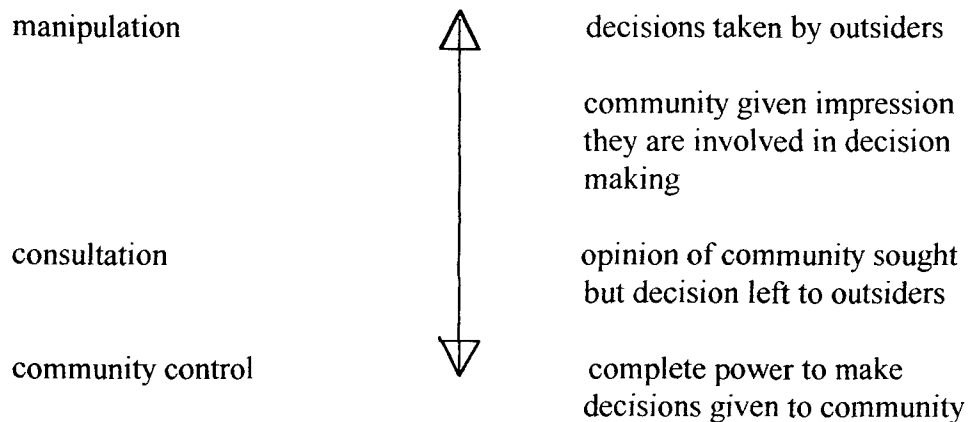 manipulation
decisions taken by outsiders
community given impression
they are involved in decision
making
consultation
opinion of community sought
but decision left to outsiders
community control
complete power to make
decisions given to community